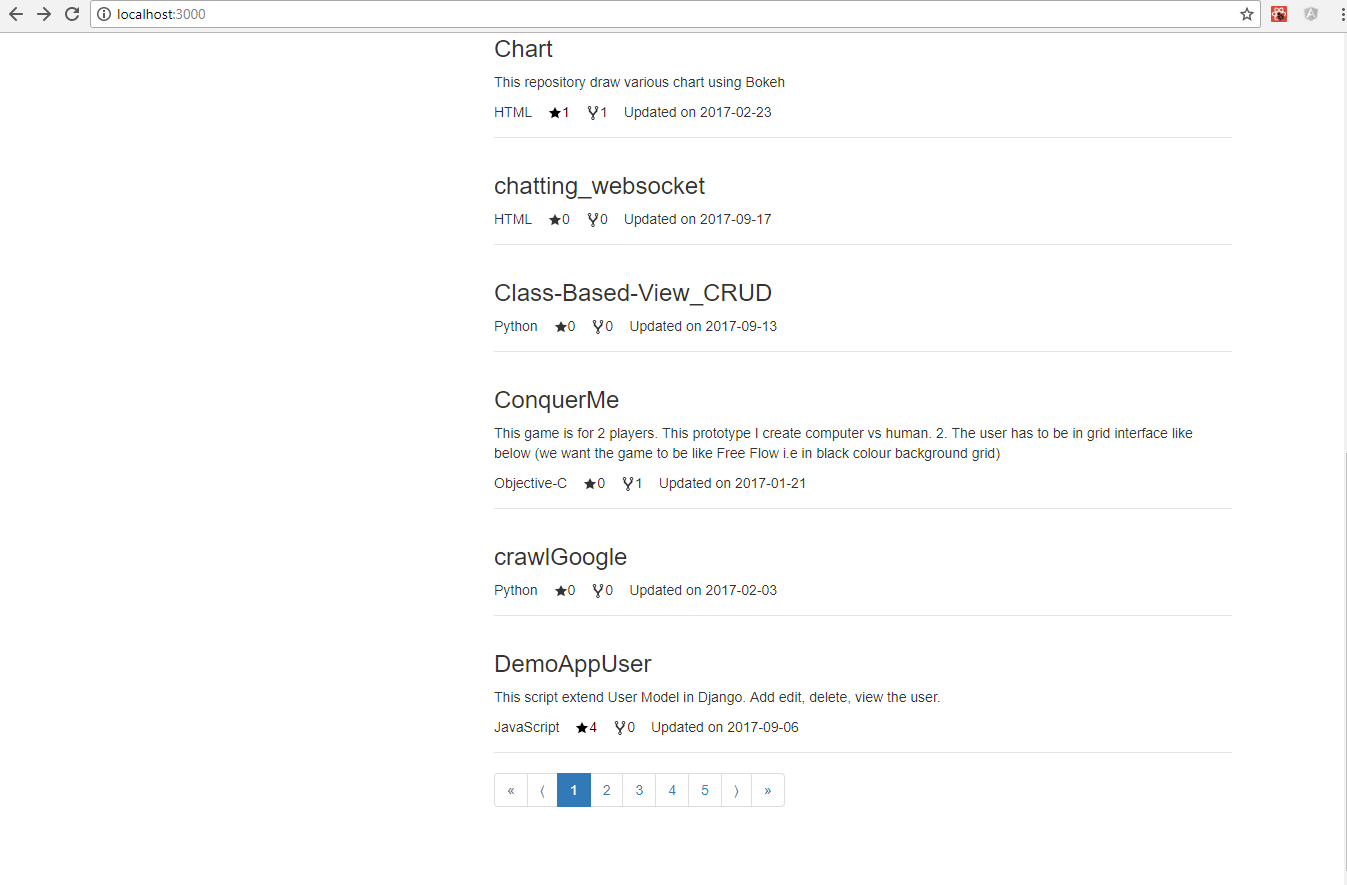 localhost:3000
Chart
This repository draw various chart using Bokeh
HTML ★1 1 Updated on 2017-02-23
chatting_websocket
HTML ★0 0 Updated on 2017-09-17
Class-Based-View_CRUD
Python ★0 0 Updated on 2017-09-13
ConquerMe
This game is for 2 players. This prototype I create computer vs human. 2. The user has to be in grid interface like
below (we want the game to be like Free Flow i.e in black colour background grid)
Objective-C ★0 1 Updated on 2017-01-21
crawlGoogle
Python ★0 0 Updated on 2017-02-03
DemoAppUser
This script extend User Model in Django. Add edit, delete, view the user.
JavaScript ★4 0 Updated on 2017-09-06
« ⟨ 1 2 3 4 5 ⟩ »